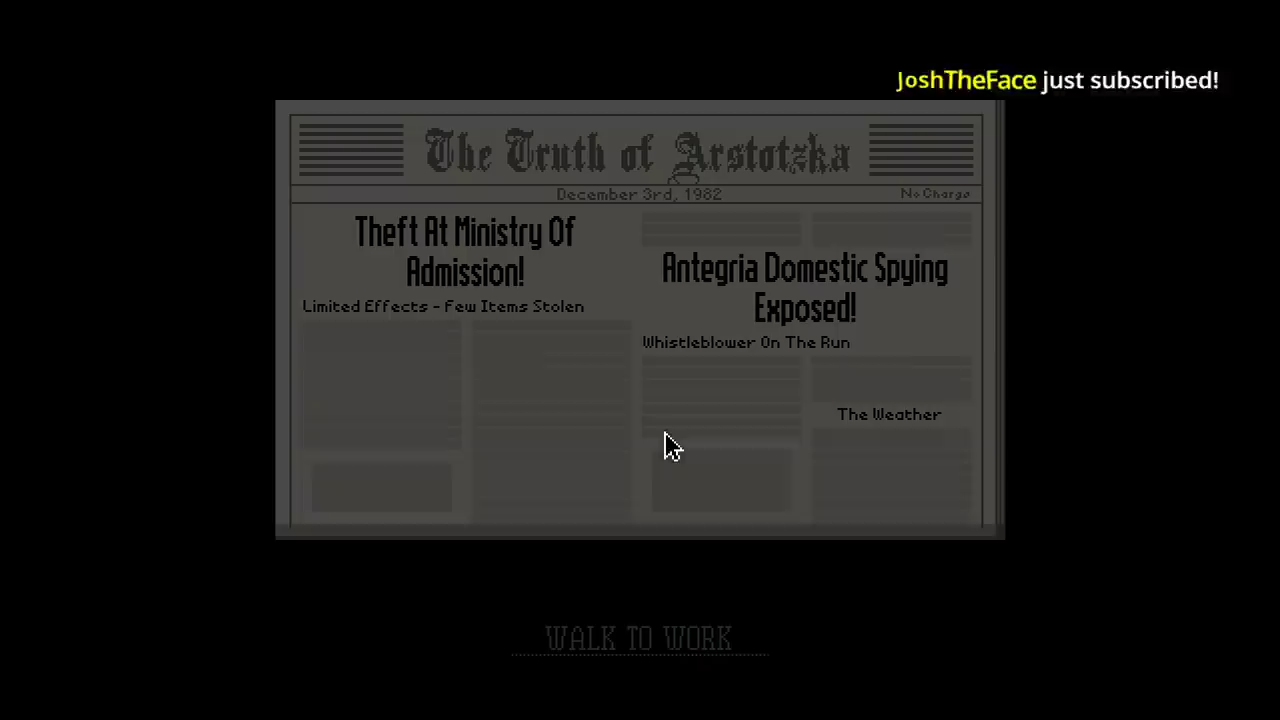 JoshTheFace just subscribed!
The Truth of Arstotzka
December 3rd, 1982
No Charge
Theft At Ministry Of
Admission!
Limited Effects - Few Items Stolen
Antegria Domestic Spying
Exposed!
Whistleblower On The Run
The Weather
WALK TO WORK